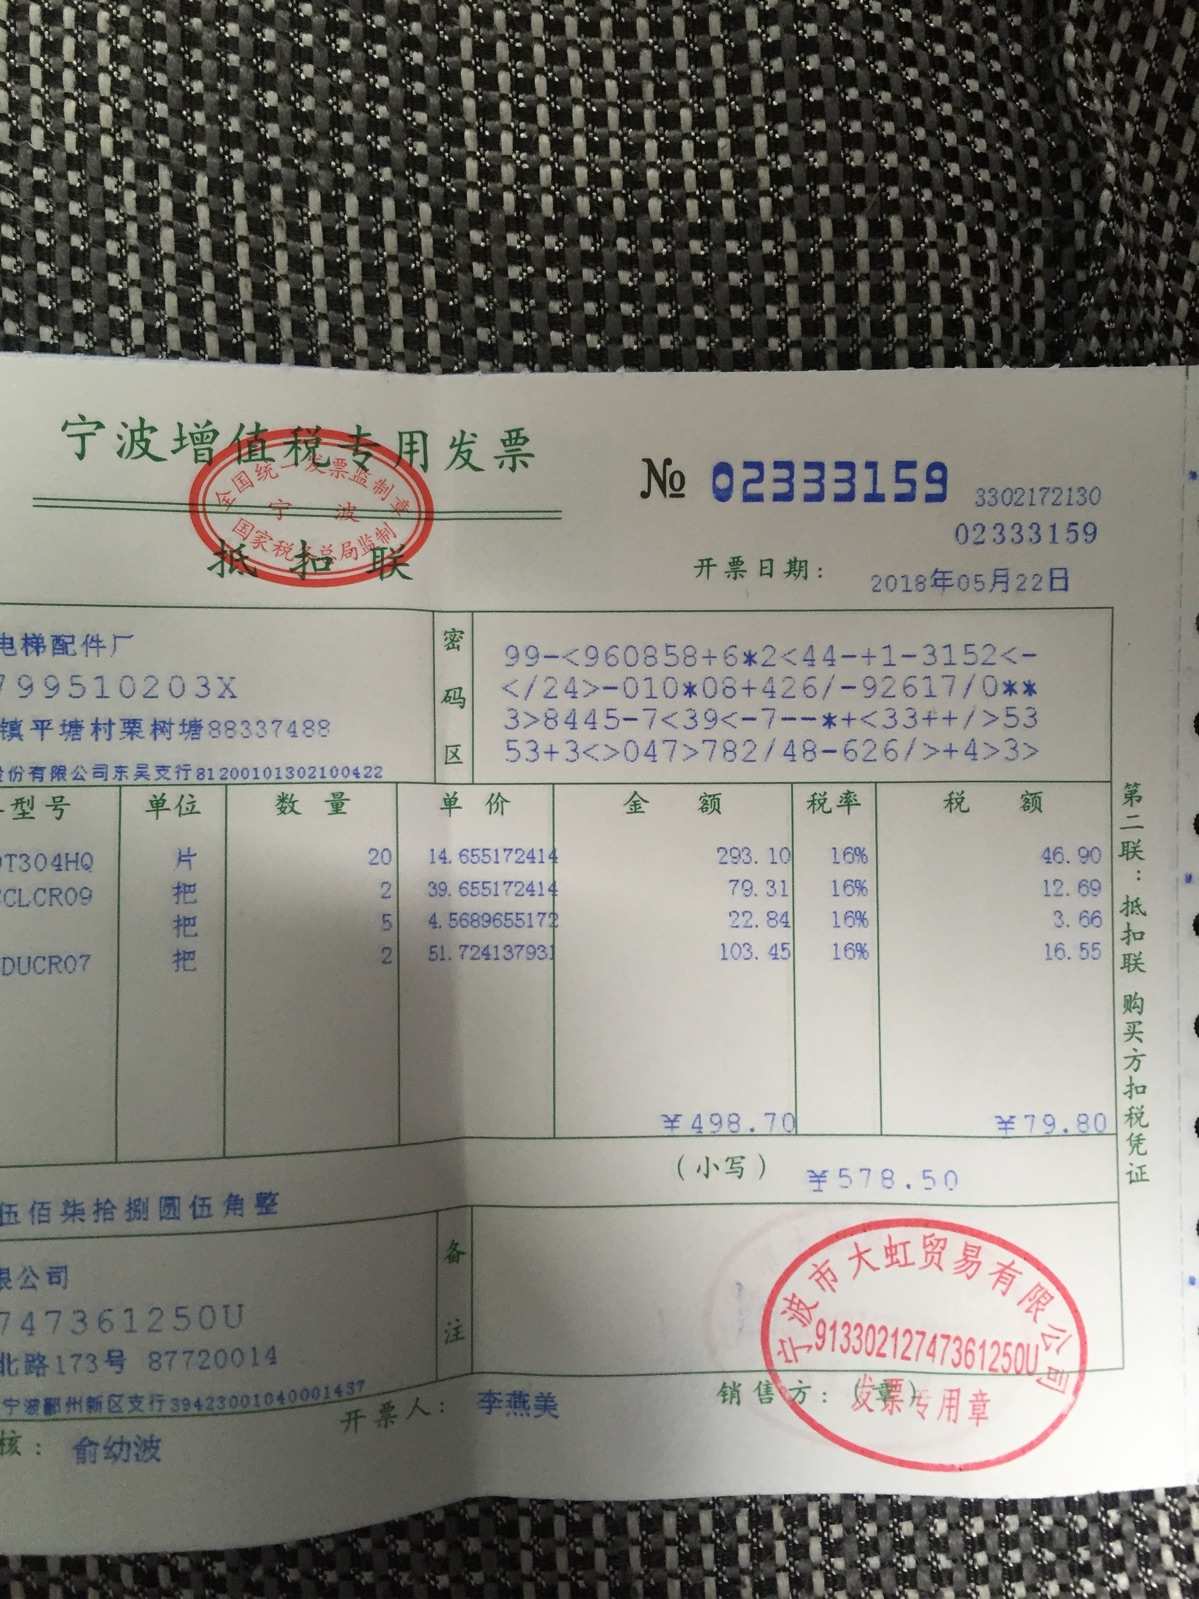 宁波增值税专用发票
№ 02333159 3302172130
02333159
全国统一发票监制章
宁 波
国家税务总局监制
抵 扣 联
开票日期: 2018年05月22日
电梯配件厂
799510203X
镇平塘村栗树塘88337488
份有限公司东吴支行812001013021004​22
密码区
99-<960858+6*2<44-+1-3152<-
</24>-010*08+426/-92617/0**
3>8445-7<39<-7--*+<33++/>53
53+3<>047>782/48-626/>+4>3>
型号 单位 数 量 单 价 金 额 税率 税 额
T304HQ 片 20 14.655172414 293.10 16% 46.90
CLCR09 把 2 39.655172414 79.31 16% 12.69
把 5 4.5689655172 22.84 16% 3.66
DUCR07 把 2 51.724137931 103.45 16% 16.55
¥498.70 ¥79.80
伍佰柒拾捌圆伍角整 (小写) ¥578.50
限公司
747361250U
北路173号 87720014
宁波鄞州新区支行39423001040001437
备注
核: 俞幼波 开票人: 李燕美 销售方:(章)
宁波市大虹贸易有限公司
91330212747361250U
发票专用章
第二联:抵扣联 购买方扣税凭证